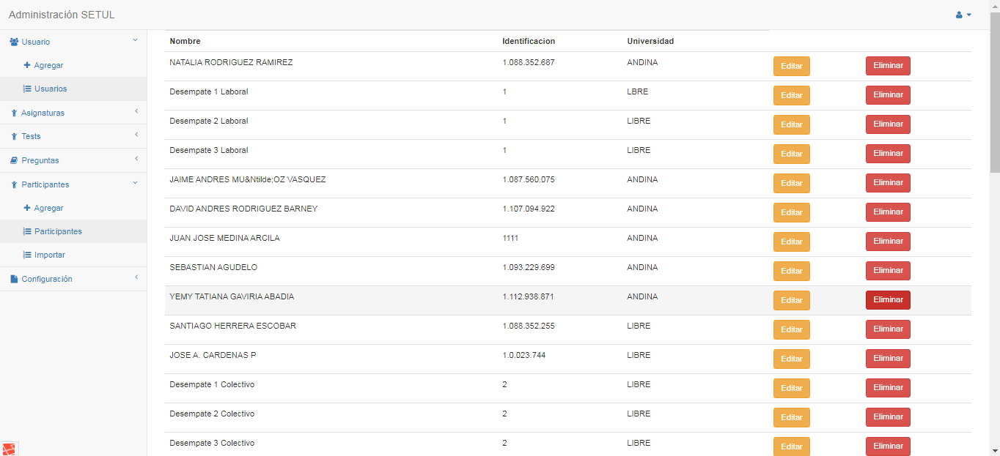 Administración SETUL
Usuario
Agregar
Usuarios
Asignaturas
Tests
Preguntas
Participantes
Agregar
Participantes
Importar
Configuración
Nombre Identificacion Universidad
NATALIA RODRIGUEZ RAMIREZ 1.088.352.687 ANDINA Editar Eliminar
Desempate 1 Laboral 1 LBRE Editar Eliminar
Desempate 2 Laboral 1 LIBRE Editar Eliminar
Desempate 3 Laboral 1 LIBRE Editar Eliminar
JAIME ANDRES MU&Ntilde;OZ VASQUEZ 1.087.560.075 ANDINA Editar Eliminar
DAVID ANDRES RODRIGUEZ BARNEY 1.107.094.922 ANDINA Editar Eliminar
JUAN JOSE MEDINA ARCILA 1111 ANDINA Editar Eliminar
SEBASTIAN AGUDELO 1.093.229.699 ANDINA Editar Eliminar
YEMY TATIANA GAVIRIA ABADIA 1.112.938.871 ANDINA Editar Eliminar
SANTIAGO HERRERA ESCOBAR 1.088.352.255 LIBRE Editar Eliminar
JOSE A. CARDENAS P 1.0.023.744 LIBRE Editar Eliminar
Desempate 1 Colectivo 2 LIBRE Editar Eliminar
Desempate 2 Colectivo 2 LIBRE Editar Eliminar
Desempate 3 Colectivo 2 LIBRE Editar Eliminar